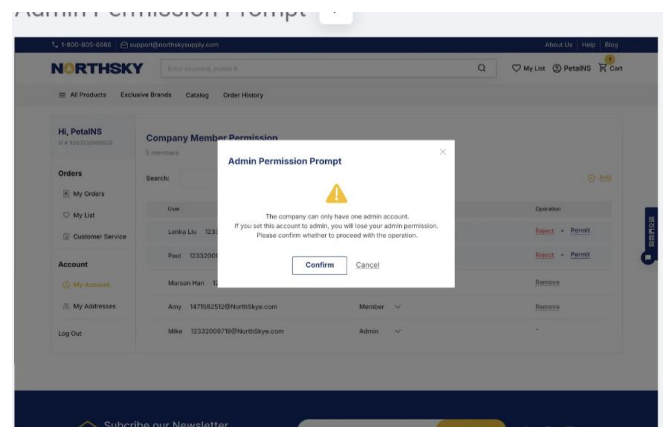 Admin Permission Prompt
1-800-805-6686
support@northskysupply.com
About Us
Help
Blog
NORTHSKY
My List
PetalNS
1
Cart
All Products
Exclusive Brands
Catalog
Order History
Hi, PetalNS
Company Member Permission
5 members
Orders
Search:
Add
My Orders
My List
Customer Service
User
Operation
Lenka Liu 1233
Reject
Permit
Paul 12332009
Reject
Permit
Account
My Account
My Addresses
Log Out
Marson Han
Remove
Amy 1471582512@NorthSkye.com
Member
Remove
Mike 12332009718@NorthSkye.com
Admin
-
Admin Permission Prompt
The company can only have one admin account.
If you set this account to admin, you will lose your admin permission.
Please confirm whether to proceed with the operation.
Confirm
Cancel
Subcribe our Newsletter